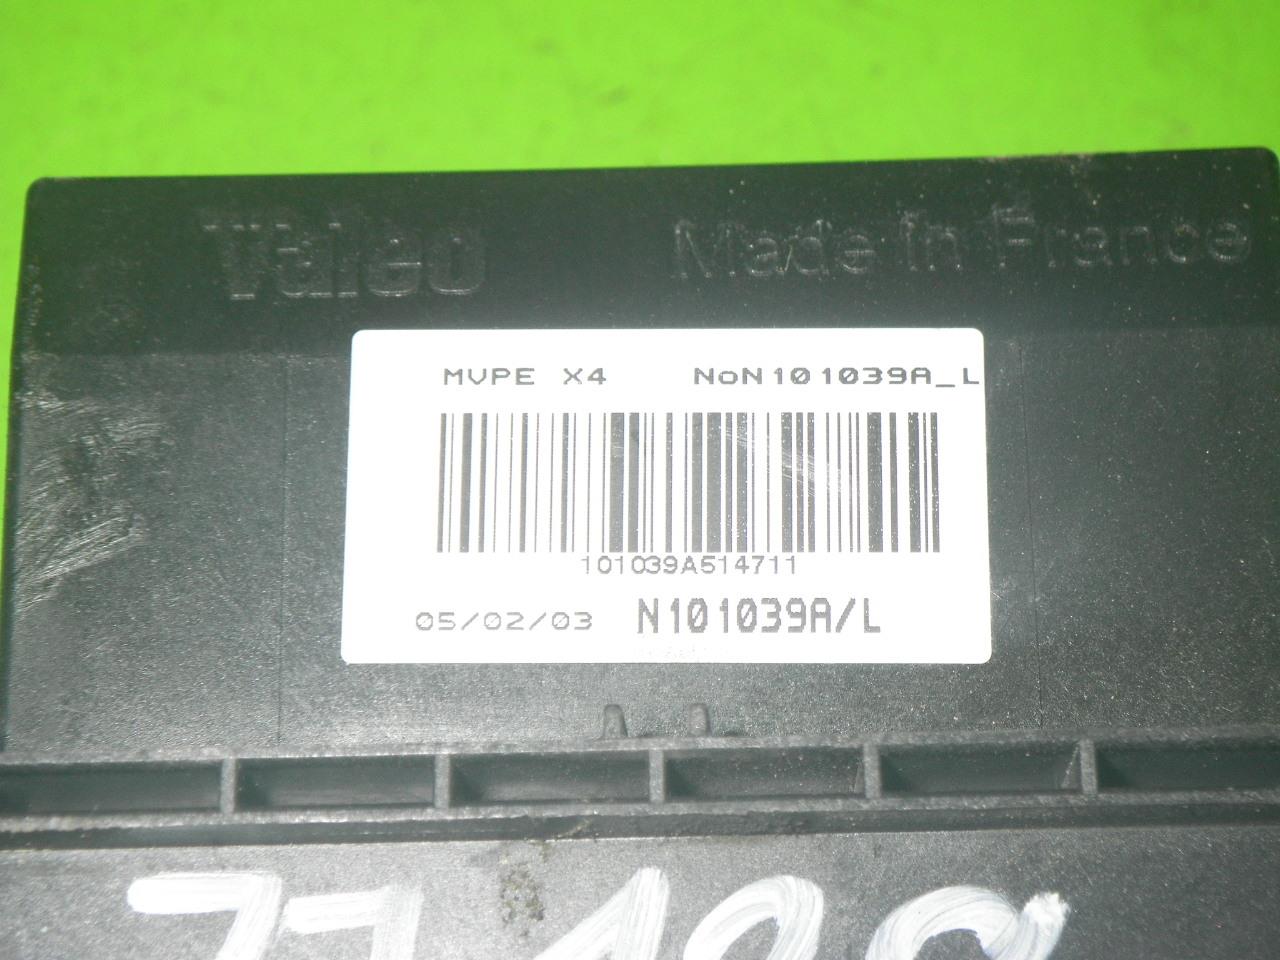 Valeo Made in France
MVPE X4 NoN101039A_L
101039A514711
05/02/03 N101039A/L